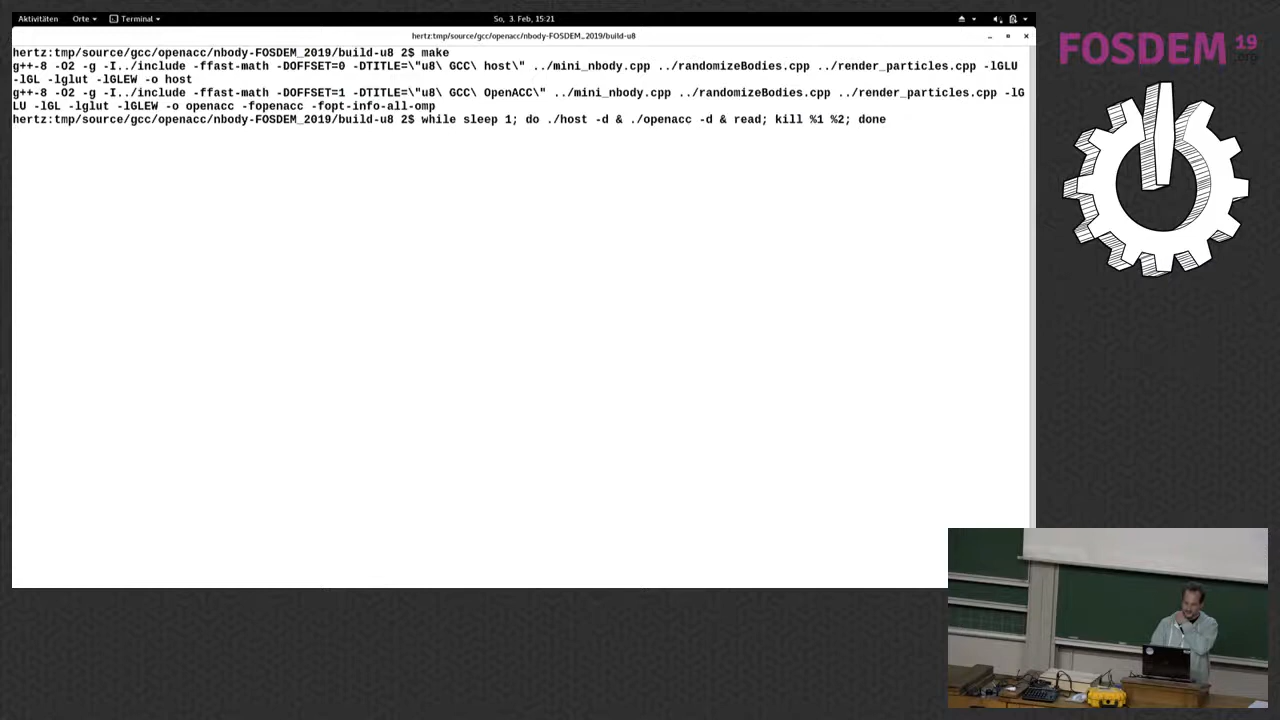 Aktivitäten Orte Terminal So, 3. Feb, 15:21
hertz:tmp/source/gcc/openacc/nbody-FOSDEM_2019/build-u8
hertz:tmp/source/gcc/openacc/nbody-FOSDEM_2019/build-u8 2$ make
g++-8 -O2 -g -I../include -ffast-math -DOFFSET=0 -DTITLE=\"u8\ GCC\ host\" ../mini_nbody.cpp ../randomizeBodies.cpp ../render_particles.cpp -lGLU
-lGL -lglut -lGLEW -o host
g++-8 -O2 -g -I../include -ffast-math -DOFFSET=1 -DTITLE=\"u8\ GCC\ OpenACC\" ../mini_nbody.cpp ../randomizeBodies.cpp ../render_particles.cpp -lG
LU -lGL -lglut -lGLEW -o openacc -fopenacc -fopt-info-all-omp
hertz:tmp/source/gcc/openacc/nbody-FOSDEM_2019/build-u8 2$ while sleep 1; do ./host -d & ./openacc -d & read; kill %1 %2; done
FOSDEM 19
.org